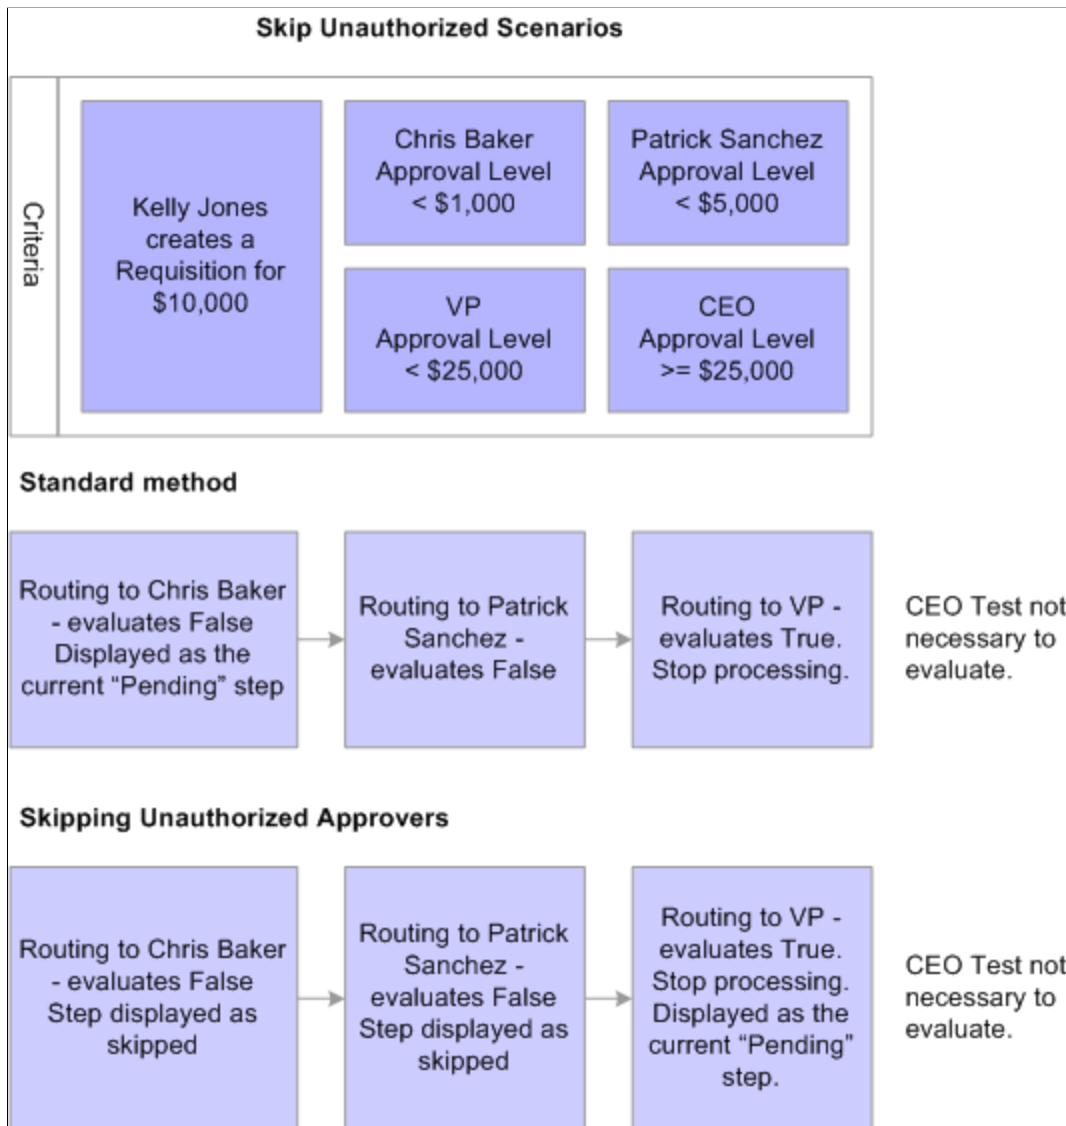 Skip Unauthorized Scenarios
Criteria
Kelly Jones
creates a
Requisition for
$10,000
Chris Baker
Approval Level
< $1,000
Patrick Sanchez
Approval Level
< $5,000
VP
Approval Level
< $25,000
CEO
Approval Level
>= $25,000
Standard method
Routing to Chris Baker
- evaluates False
Displayed as the
current “Pending” step
Routing to Patrick
Sanchez -
evaluates False
Routing to VP -
evaluates True.
Stop processing.
CEO Test not
necessary to
evaluate.
Skipping Unauthorized Approvers
Routing to Chris Baker
- evaluates False
Step displayed as
skipped
Routing to Patrick
Sanchez -
evaluates False
Step displayed as
skipped
Routing to VP -
evaluates True.
Stop processing.
Displayed as the
current “Pending”
step.
CEO Test not
necessary to
evaluate.